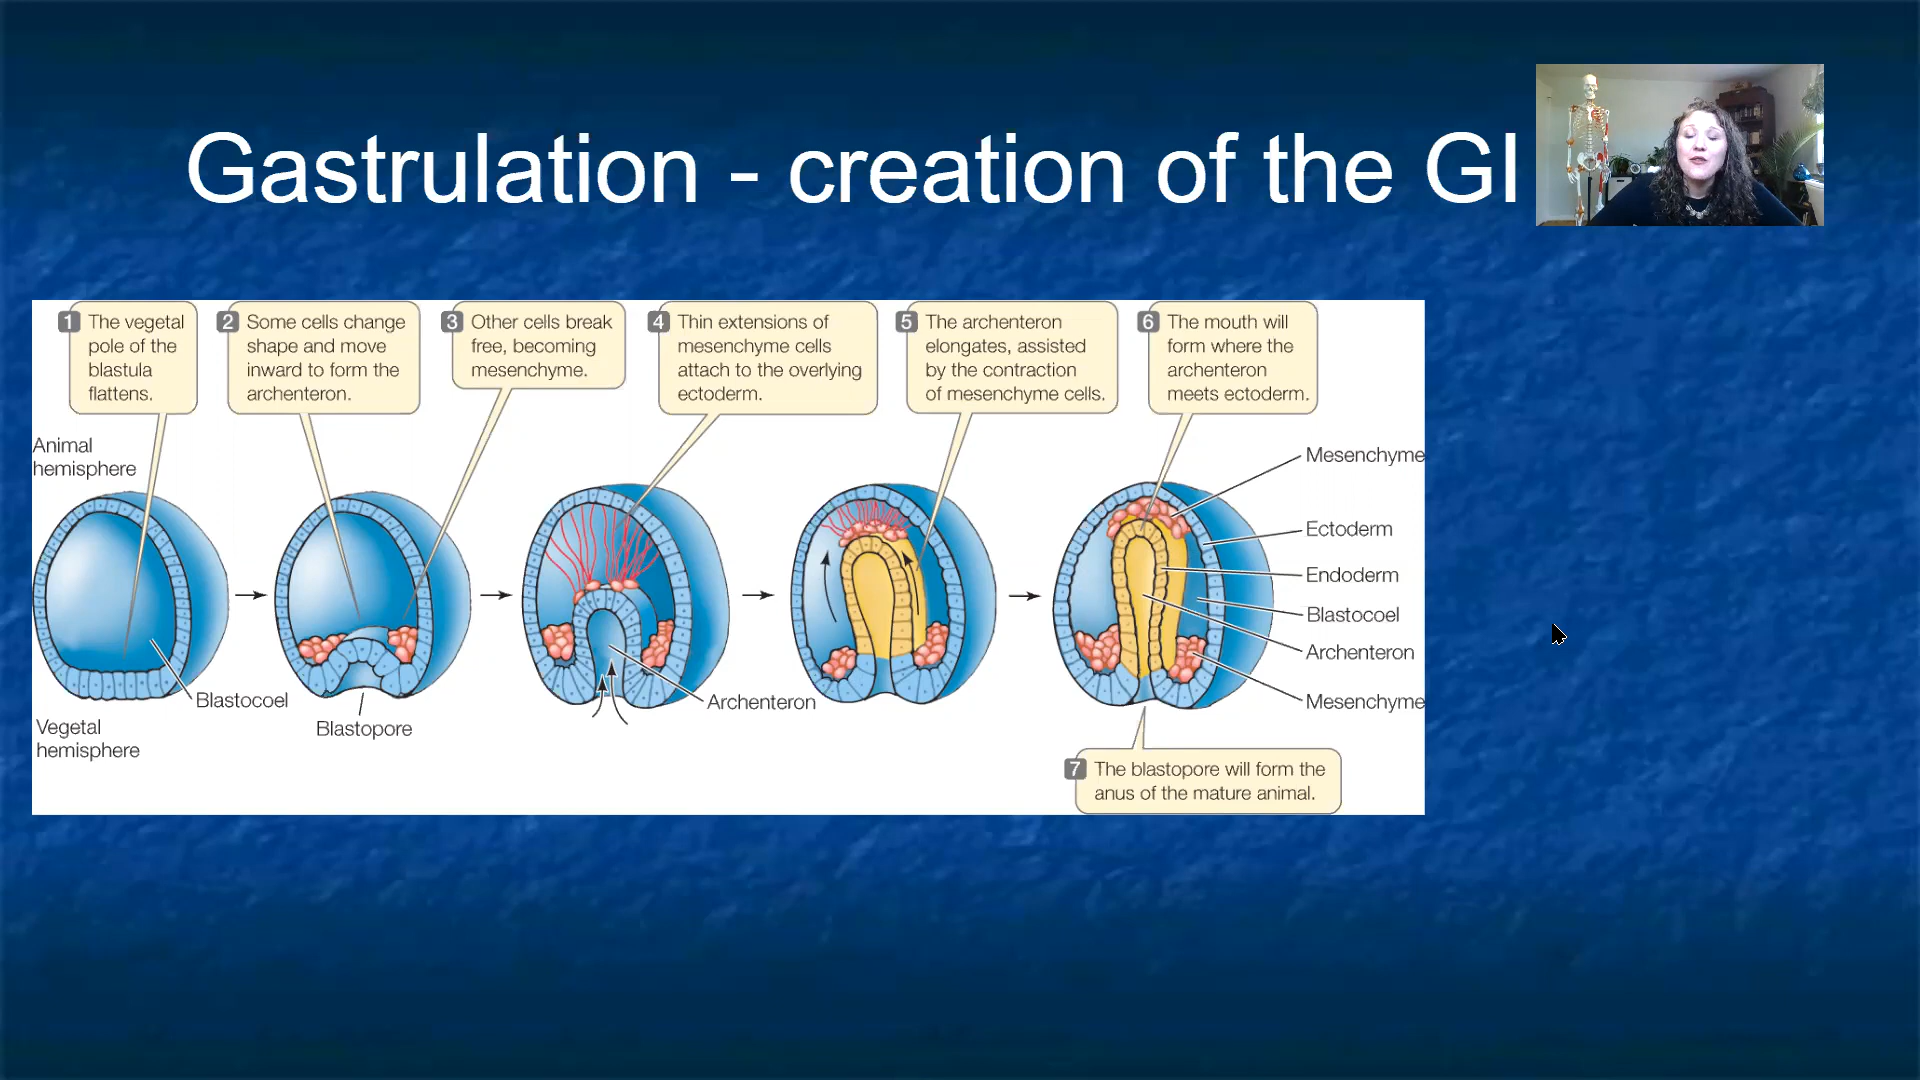 Gastrulation - creation of the GI
1 The vegetal
pole of the
blastula
flattens.
2 Some cells change
shape and move
inward to form the
archenteron.
3 Other cells break
free, becoming
mesenchyme.
4 Thin extensions of
mesenchyme cells
attach to the overlying
ectoderm.
5 The archenteron
elongates, assisted
by the contraction
of mesenchyme cells.
6 The mouth will
form where the
archenteron
meets ectoderm.
Animal
hemisphere
Blastocoel
Vegetal
hemisphere
Blastopore
Archenteron
Mesenchyme
Ectoderm
Endoderm
Blastocoel
Archenteron
Mesenchyme
7 The blastopore will form the
anus of the mature animal.